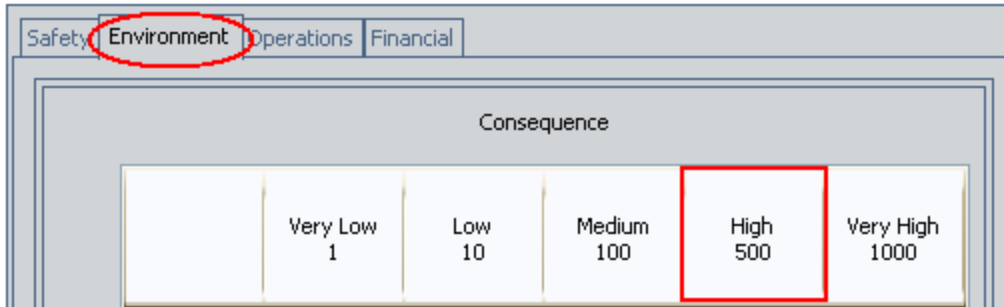 Safety Environment Operations Financial
Consequence
Very Low Low Medium High Very High
1 10 100 500 1000